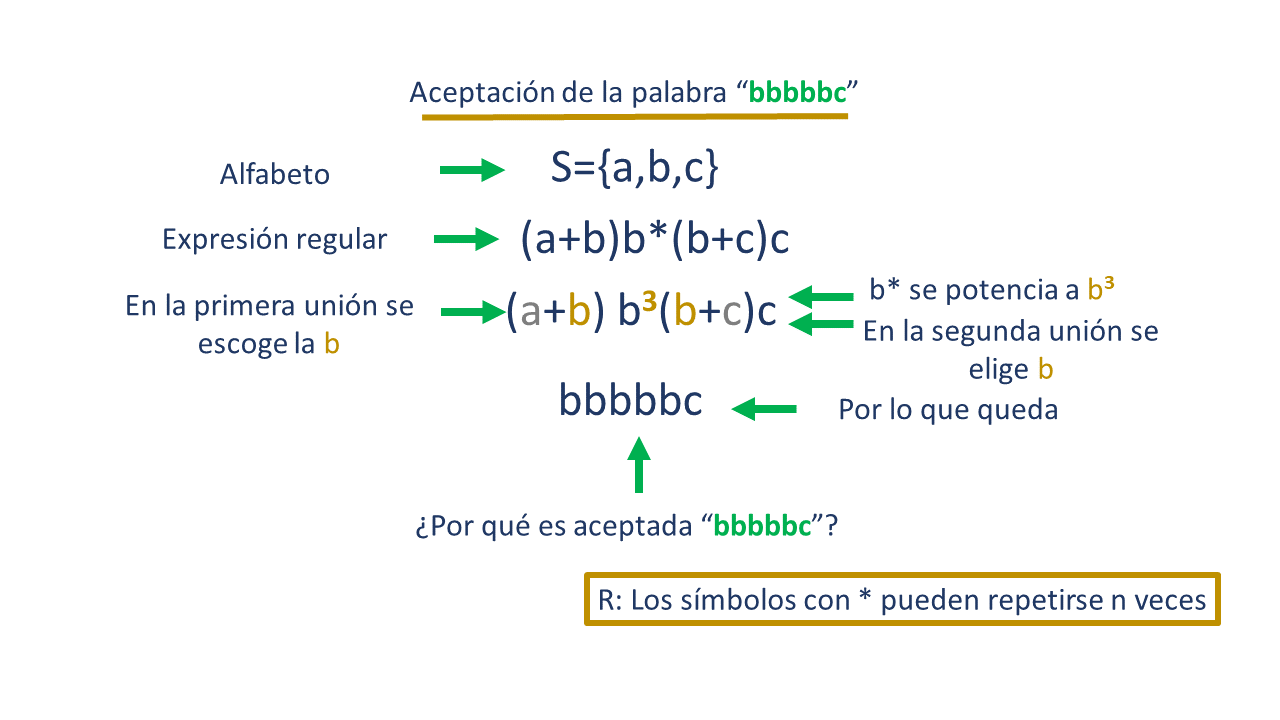 Aceptación de la palabra “bbbbbc”
Alfabeto
S={a,b,c}
Expresión regular
(a+b)b*(b+c)c
En la primera unión se
escoge la b
(a+b) b³(b+c)c
b* se potencia a b³
En la segunda unión se
elige b
bbbbbc
Por lo que queda
¿Por qué es aceptada “bbbbbc”?
R: Los símbolos con * pueden repetirse n veces